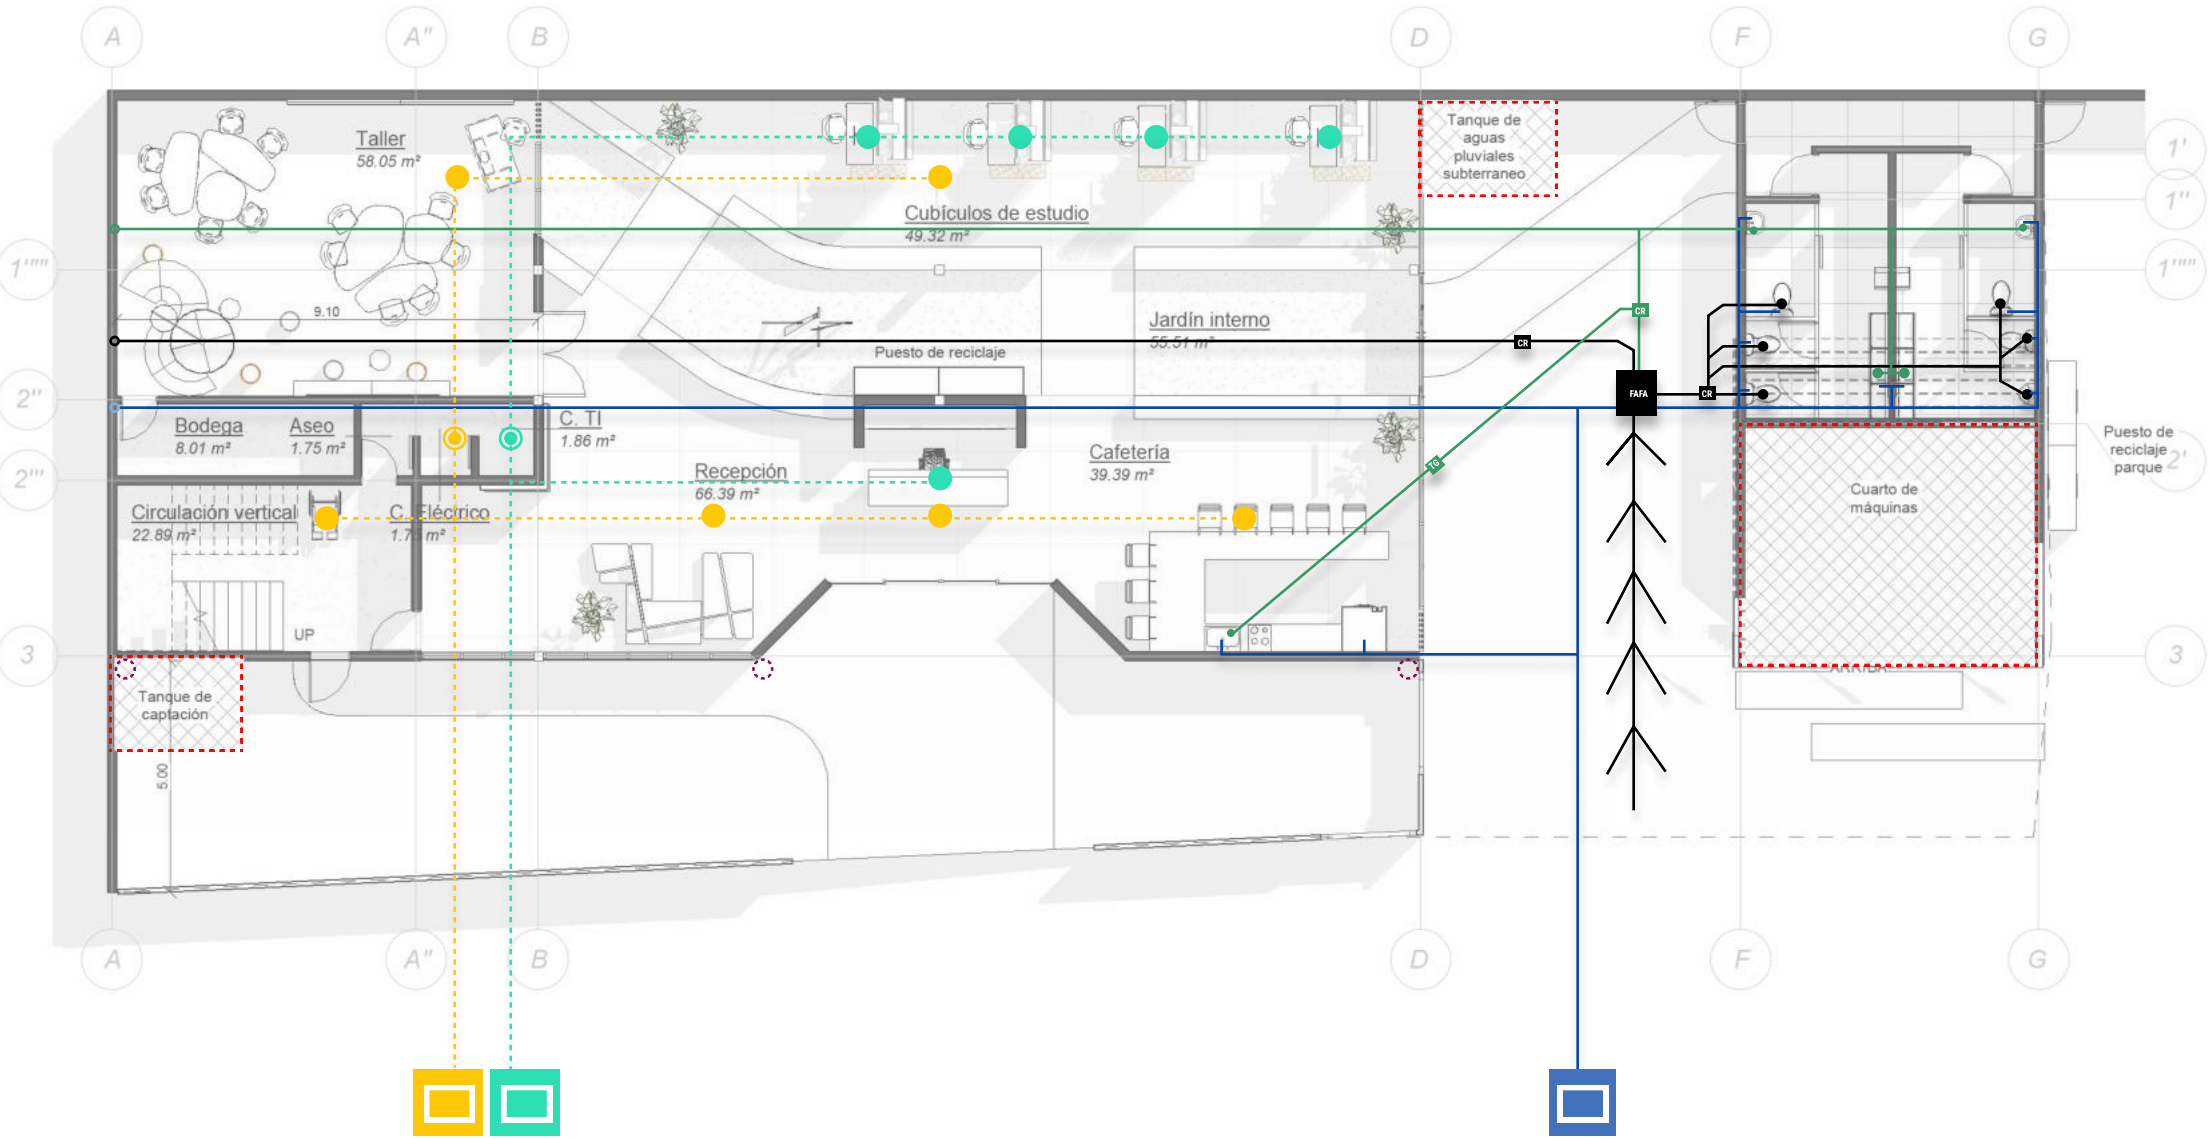 A
A"
B
D
F
G
Taller
58.05 m²
Tanque de
aguas
pluviales
subterraneo
1'
1"
Cubículos de estudio
49.32 m²
1"""
1"""
9.10
CR
Jardín interno
55.51 m²
CR
Puesto de reciclaje
2"
FAFA
CR
Bodega
8.01 m²
Aseo
1.75 m²
C. TI
1.86 m²
Puesto de
reciclaje
parque
2'
Cafetería
39.39 m²
TG
2'''
Recepción
66.39 m²
Cuarto de
máquinas
Circulación vertical
22.89 m²
C. Eléctrico
1.75 m²
UP
3
3
ARRIBA
Tanque de
captación
5.00
A
A"
B
D
F
G